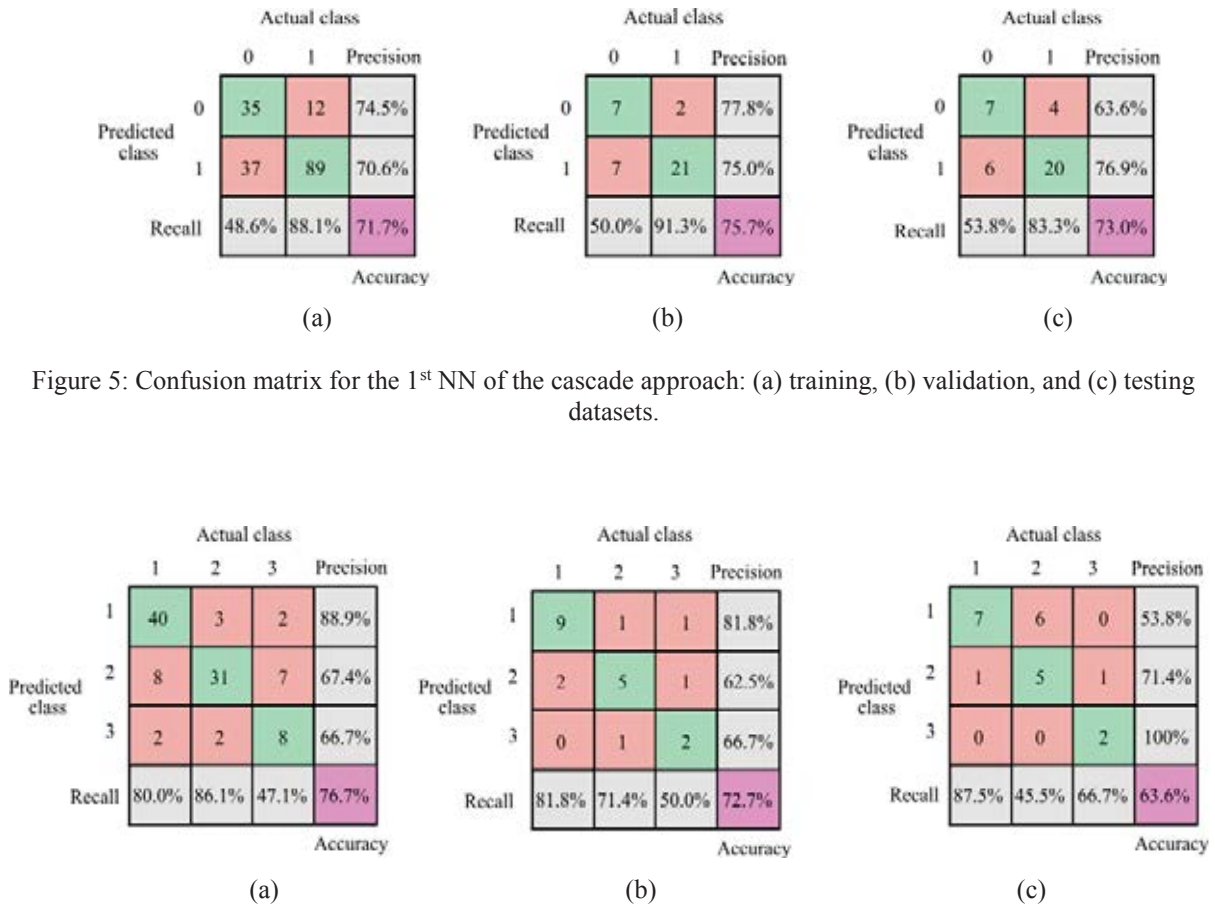 Actual class
0 1 Precision
0 35 12 74.5%
Predicted class
1 37 89 70.6%
Recall 48.6% 88.1% 71.7%
Accuracy
(a)
Actual class
0 1 Precision
0 7 2 77.8%
Predicted class
1 7 21 75.0%
Recall 50.0% 91.3% 75.7%
Accuracy
(b)
Actual class
0 1 Precision
0 7 4 63.6%
Predicted class
1 6 20 76.9%
Recall 53.8% 83.3% 73.0%
Accuracy
(c)
Figure 5: Confusion matrix for the 1st NN of the cascade approach: (a) training, (b) validation, and (c) testing
datasets.
Actual class
1 2 3 Precision
1 40 3 2 88.9%
2 8 31 7 67.4%
Predicted
class
3 2 2 8 66.7%
Recall 80.0% 86.1% 47.1% 76.7%
Accuracy
(a)
Actual class
1 2 3 Precision
1 9 1 1 81.8%
2 2 5 1 62.5%
Predicted
class
3 0 1 2 66.7%
Recall 81.8% 71.4% 50.0% 72.7%
Accuracy
(b)
Actual class
1 2 3 Precision
1 7 6 0 53.8%
2 1 5 1 71.4%
Predicted
class
3 0 0 2 100%
Recall 87.5% 45.5% 66.7% 63.6%
Accuracy
(c)